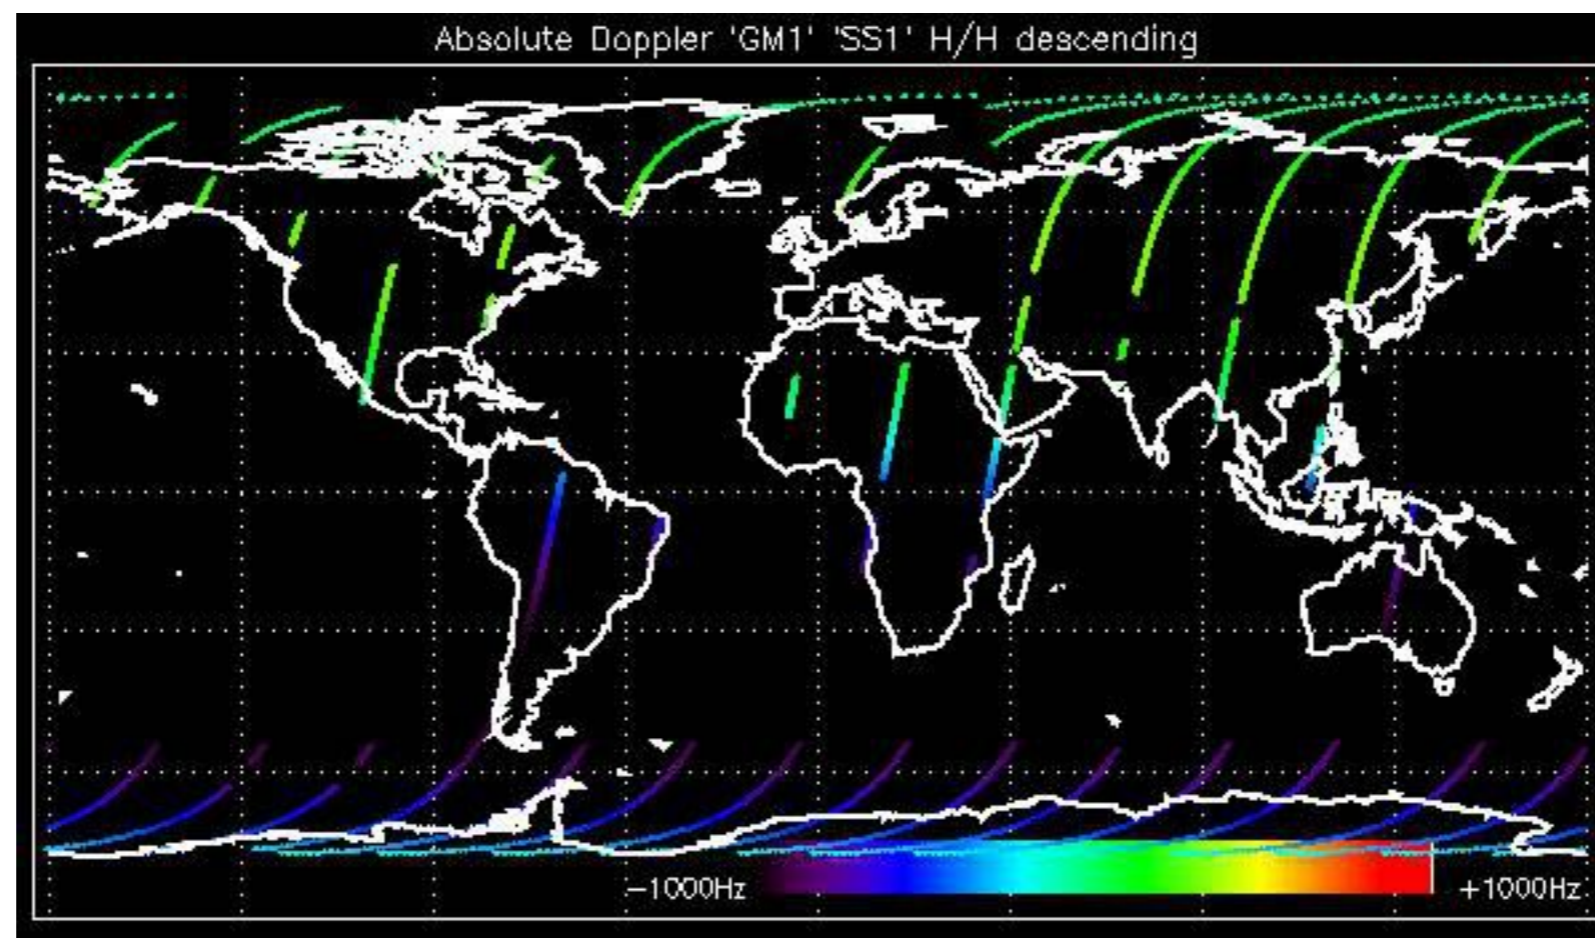 Absolute Doppler 'GM1' 'SS1' H/H descending
−1000Hz
+1000Hz